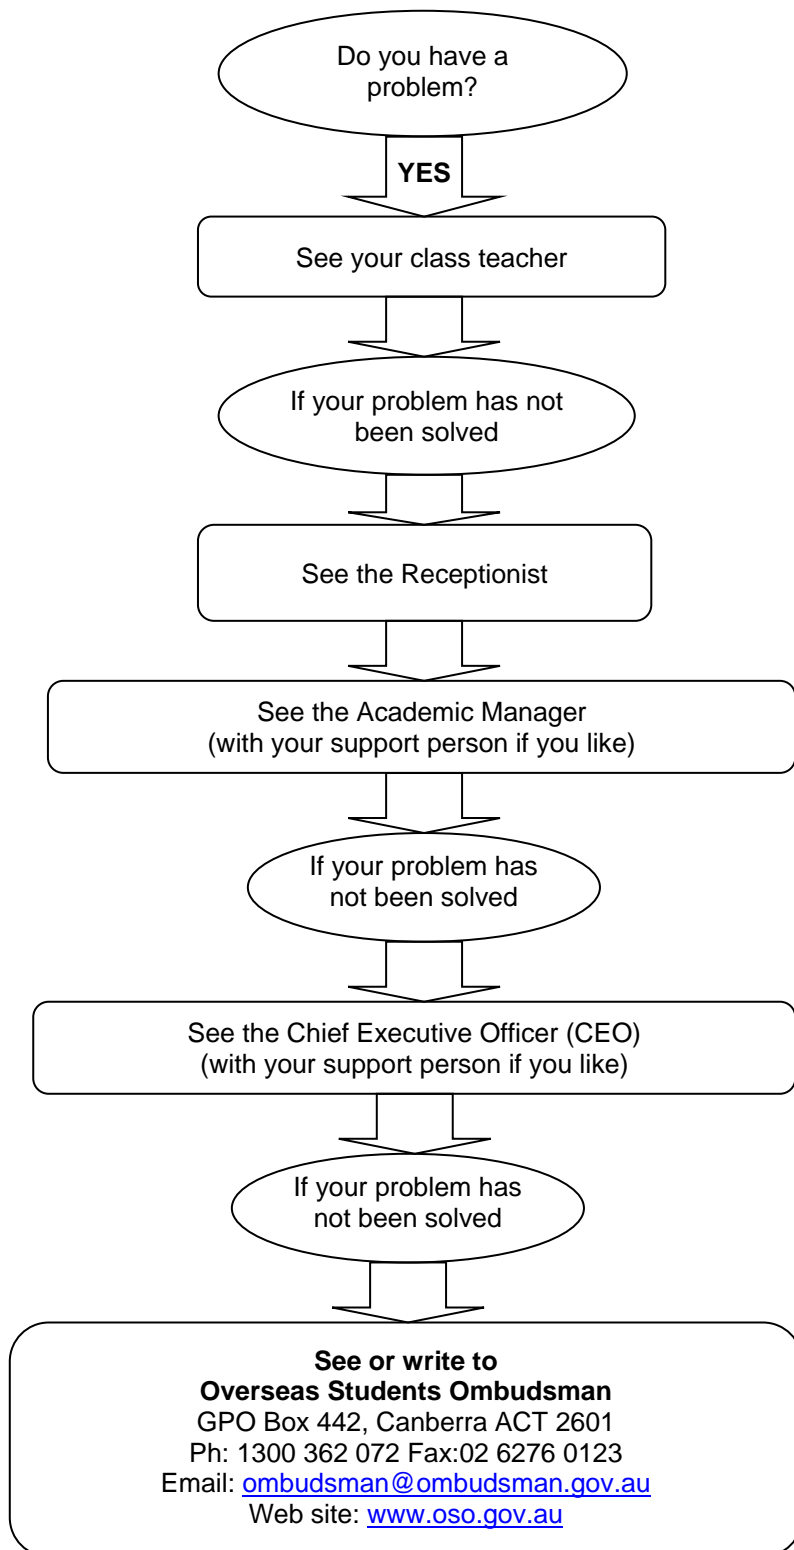 Do you have a
problem?
YES
See your class teacher
If your problem has not
been solved
See the Receptionist
See the Academic Manager
(with your support person if you like)
If your problem has
not been solved
See the Chief Executive Officer (CEO)
(with your support person if you like)
If your problem has
not been solved
See or write to
Overseas Students Ombudsman
GPO Box 442, Canberra ACT 2601
Ph: 1300 362 072 Fax:02 6276 0123
Email: ombudsman@ombudsman.gov.au
Web site: www.oso.gov.au